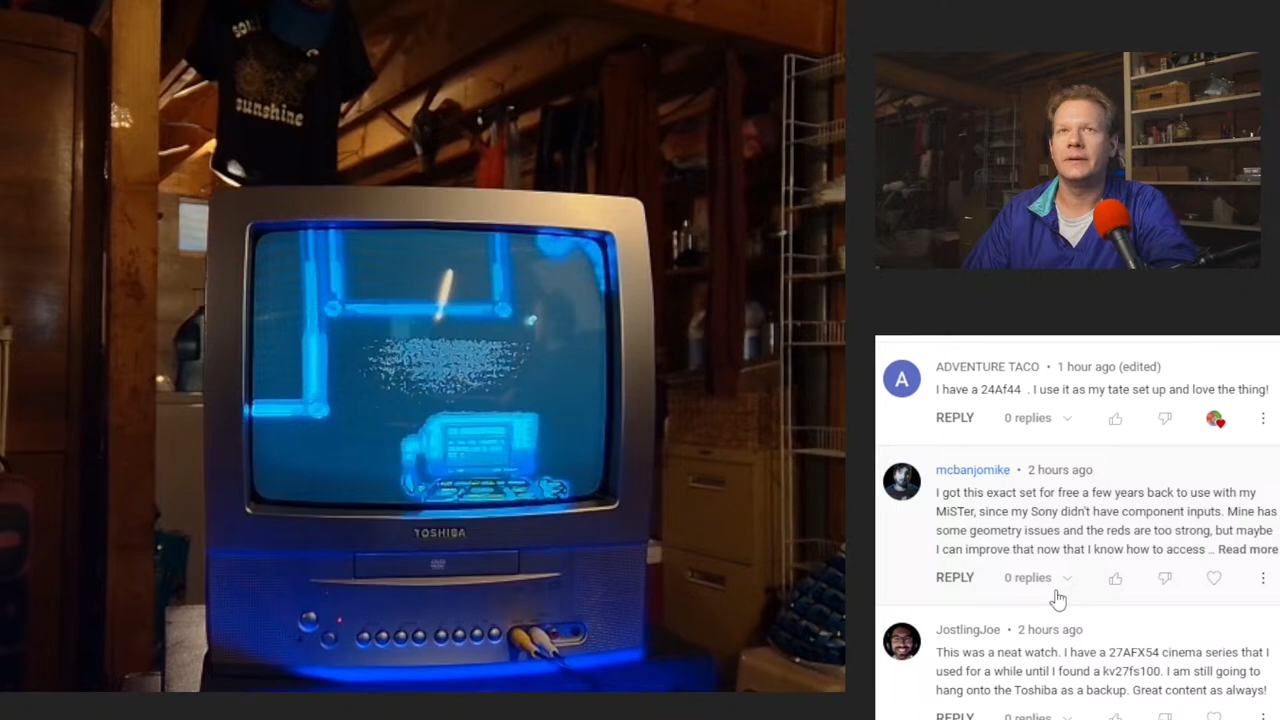 SON
sunshine
TOSHIBA
DVD
A
ADVENTURE TACO • 1 hour ago (edited)
I have a 24Af44 . I use it as my tate set up and love the thing!
REPLY 0 replies
mcbanjomike • 2 hours ago
I got this exact set for free a few years back to use with my
MiSTer, since my Sony didn't have component inputs. Mine has
some geometry issues and the reds are too strong, but maybe
I can improve that now that I know how to access … Read more
REPLY 0 replies
JostlingJoe • 2 hours ago
This was a neat watch. I have a 27AFX54 cinema series that I
used for a while until I found a kv27fs100. I am still going to
hang onto the Toshiba as a backup. Great content as always!
REPLY 0 replies